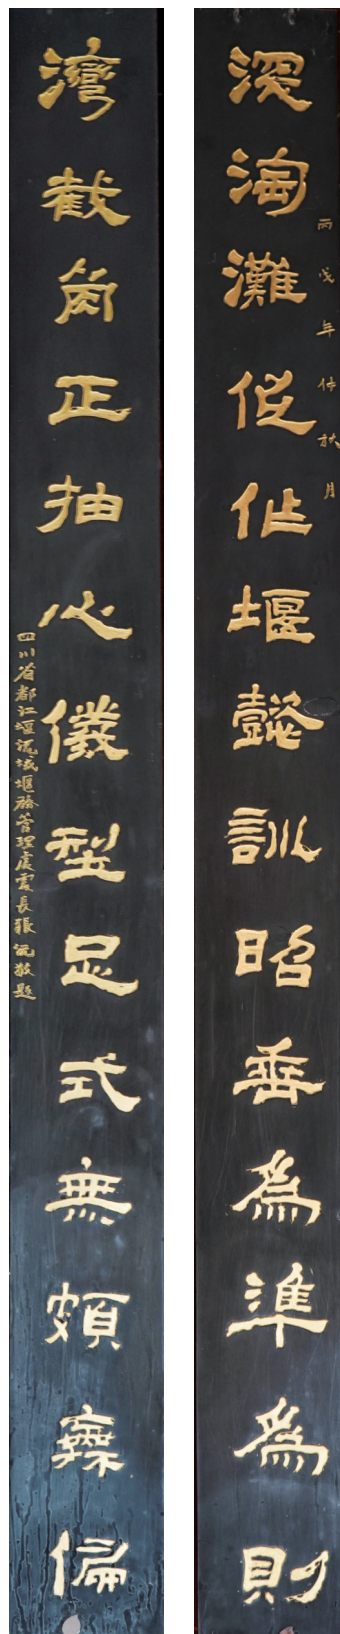 丙戌年仲秋月
深淘灘低作堰懿訓昭垂為準為則
灣截角正抽心儀型足式無頗無偏
四川省都江堰流域堰務管理處處長張沅敬題